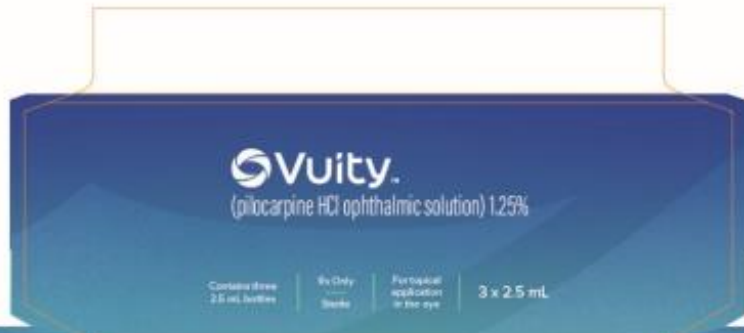 Vuity™
(pilocarpine HCl ophthalmic solution) 1.25%
Contains three
2.5 mL bottles
Rx Only
Sterile
For topical
application
in the eye
3 x 2.5 mL